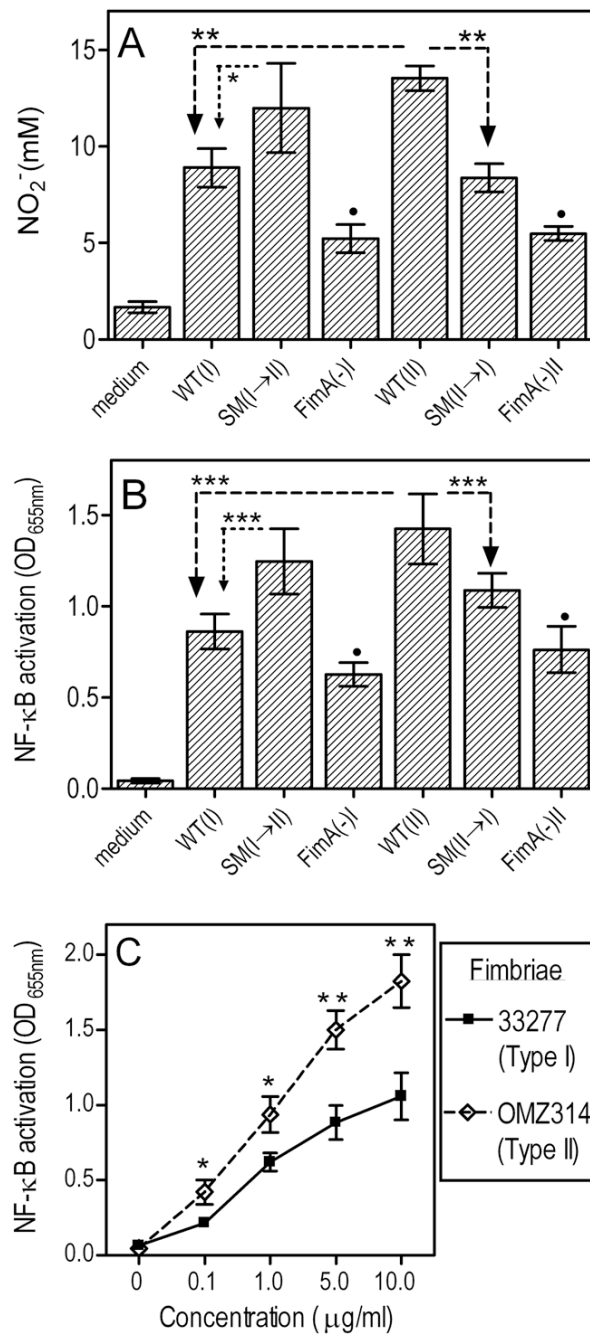 A
**
**
*
NO₂⁻(mM)
15
10
5
0
medium
WT(I)
SM(I→II)
FimA(-)I
WT(II)
SM(II→I)
FimA(-)II
B
***
***
***
NF-κB activation (OD655nm)
1.5
1.0
0.5
0.0
medium
WT(I)
SM(I→II)
FimA(-)I
WT(II)
SM(II→I)
FimA(-)II
C
NF-κB activation (OD655nm)
2.0
1.5
1.0
0.5
0.0
*
*
**
**
0
0.1
1.0
5.0
10.0
Concentration (μg/ml)
Fimbriae
33277
(Type I)
OMZ314
(Type II)